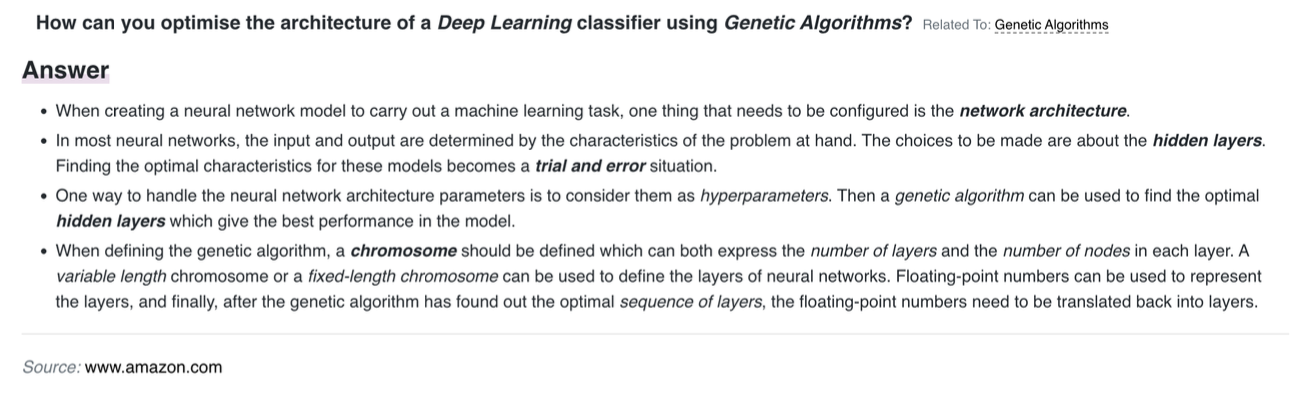 How can you optimise the architecture of a Deep Learning classifier using Genetic Algorithms? Related To: Genetic Algorithms
Answer
• When creating a neural network model to carry out a machine learning task, one thing that needs to be configured is the network architecture.
• In most neural networks, the input and output are determined by the characteristics of the problem at hand. The choices to be made are about the hidden layers.
Finding the optimal characteristics for these models becomes a trial and error situation.
• One way to handle the neural network architecture parameters is to consider them as hyperparameters. Then a genetic algorithm can be used to find the optimal
hidden layers which give the best performance in the model.
• When defining the genetic algorithm, a chromosome should be defined which can both express the number of layers and the number of nodes in each layer. A
variable length chromosome or a fixed-length chromosome can be used to define the layers of neural networks. Floating-point numbers can be used to represent
the layers, and finally, after the genetic algorithm has found out the optimal sequence of layers, the floating-point numbers need to be translated back into layers.
Source: www.amazon.com